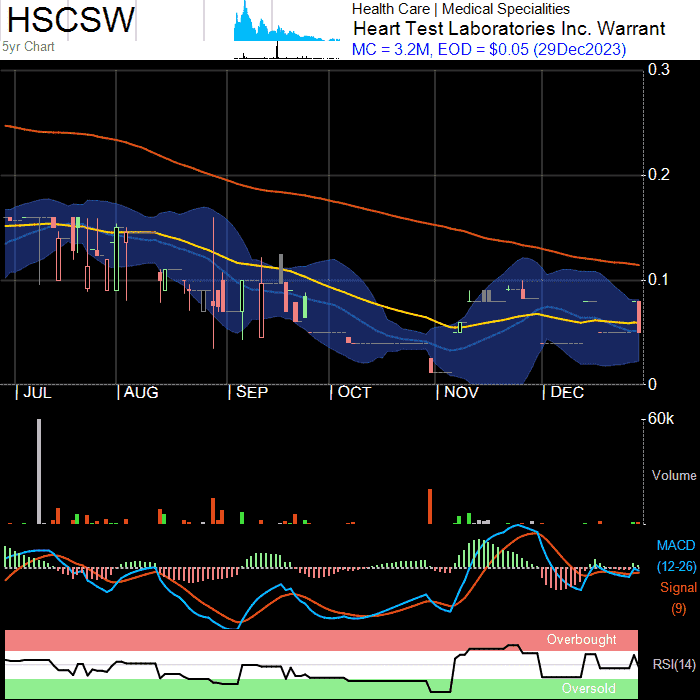 HSCSW
5yr Chart
Health Care | Medical Specialities
Heart Test Laboratories Inc. Warrant
MC = 3.2M, EOD = $0.05 (29Dec2023)
0.3
0.2
0.1
0
JUL AUG SEP OCT NOV DEC
60k
Volume
MACD
(12-26)
Signal
(9)
Overbought
RSI(14)
Oversold